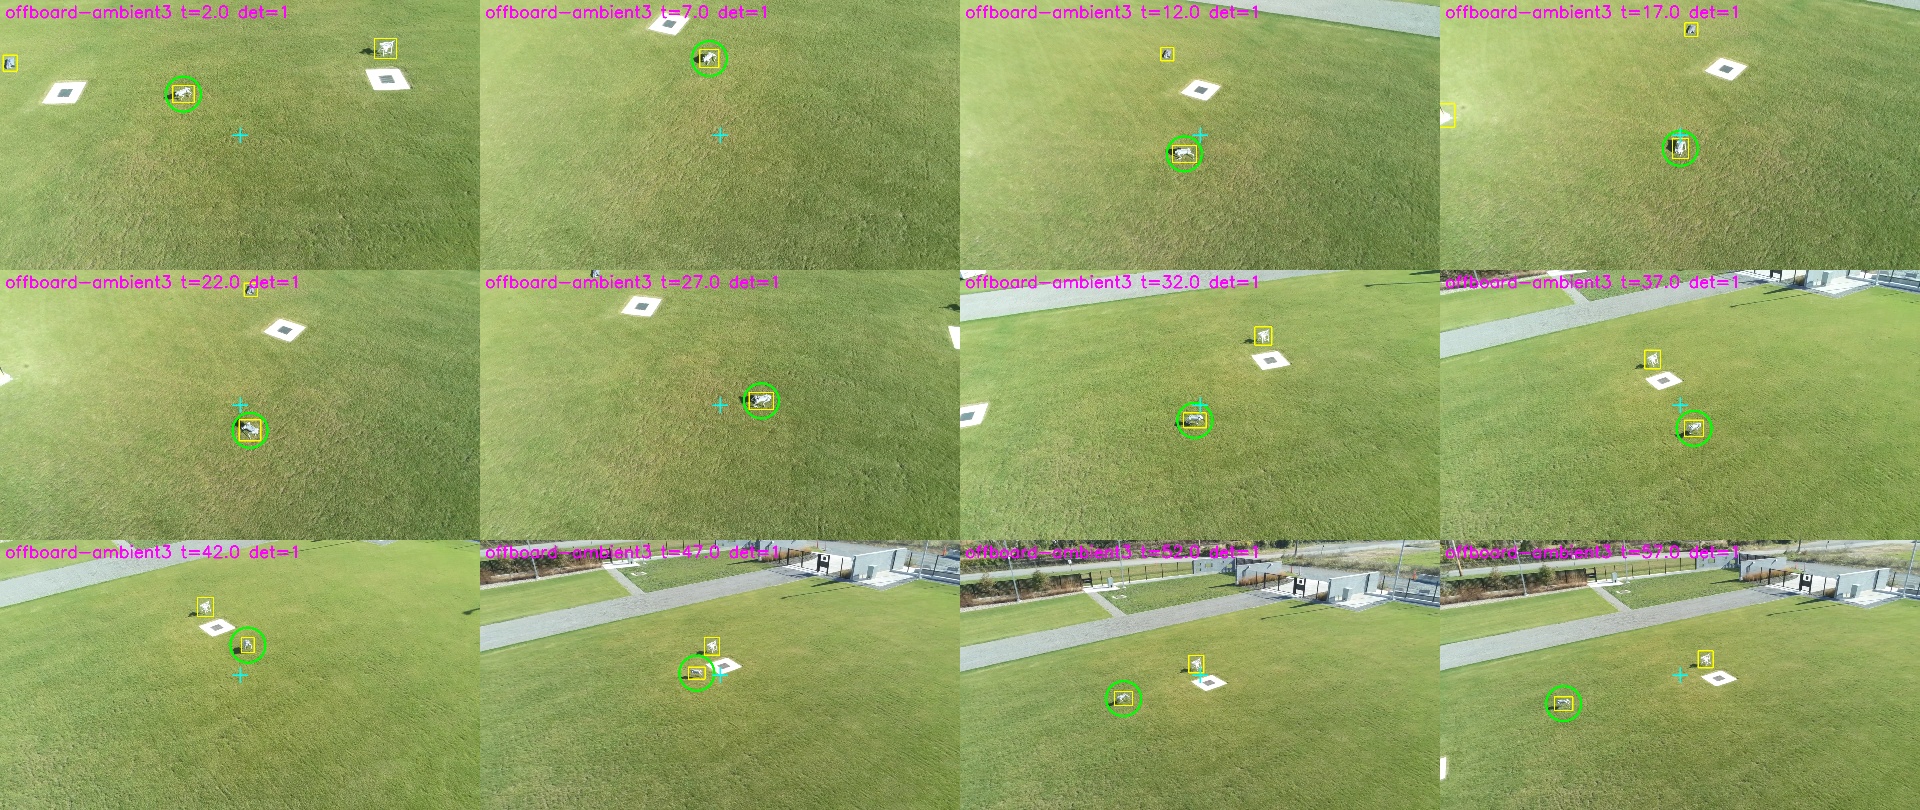 offboard-ambient3 t=2.0 det=1
offboard-ambient3 t=7.0 det=1
offboard-ambient3 t=12.0 det=1
offboard-ambient3 t=17.0 det=1
offboard-ambient3 t=22.0 det=1
offboard-ambient3 t=27.0 det=1
offboard-ambient3 t=32.0 det=1
offboard-ambient3 t=37.0 det=1
offboard-ambient3 t=42.0 det=1
offboard-ambient3 t=47.0 det=1
offboard-ambient3 t=52.0 det=1
offboard-ambient3 t=57.0 det=1